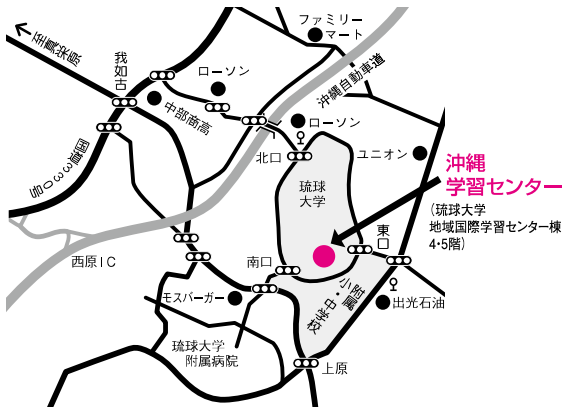 ファミリー
マート
至真栄原
我如古
ローソン
沖縄自動車道
中部商高
ローソン
国道330号
北口
ユニオン
沖縄
学習センター
琉球
大学
(琉球大学
地域国際学習センター棟
4・5階)
東口
西原IC
南口
附属
小・中学校
モスバーガー
出光石油
琉球大学
附属病院
上原